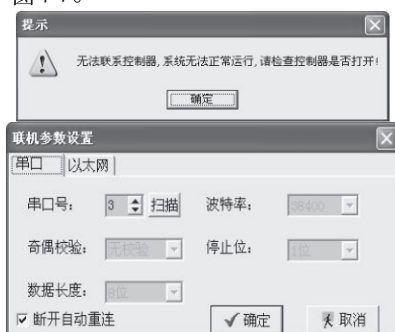 提示
无法联系控制器,系统无法正常运行,请检查控制器是否打开!
确定
联机参数设置
串口 以太网
串口号: 3 扫描 波特率: 38400
奇偶校验: 无校验 停止位: 1位
数据长度: 8位
断开自动重连 确定 取消